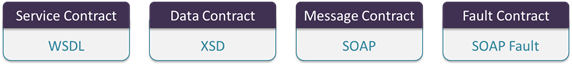 Service Contract
WSDL
Data Contract
XSD
Message Contract
SOAP
Fault Contract
SOAP Fault